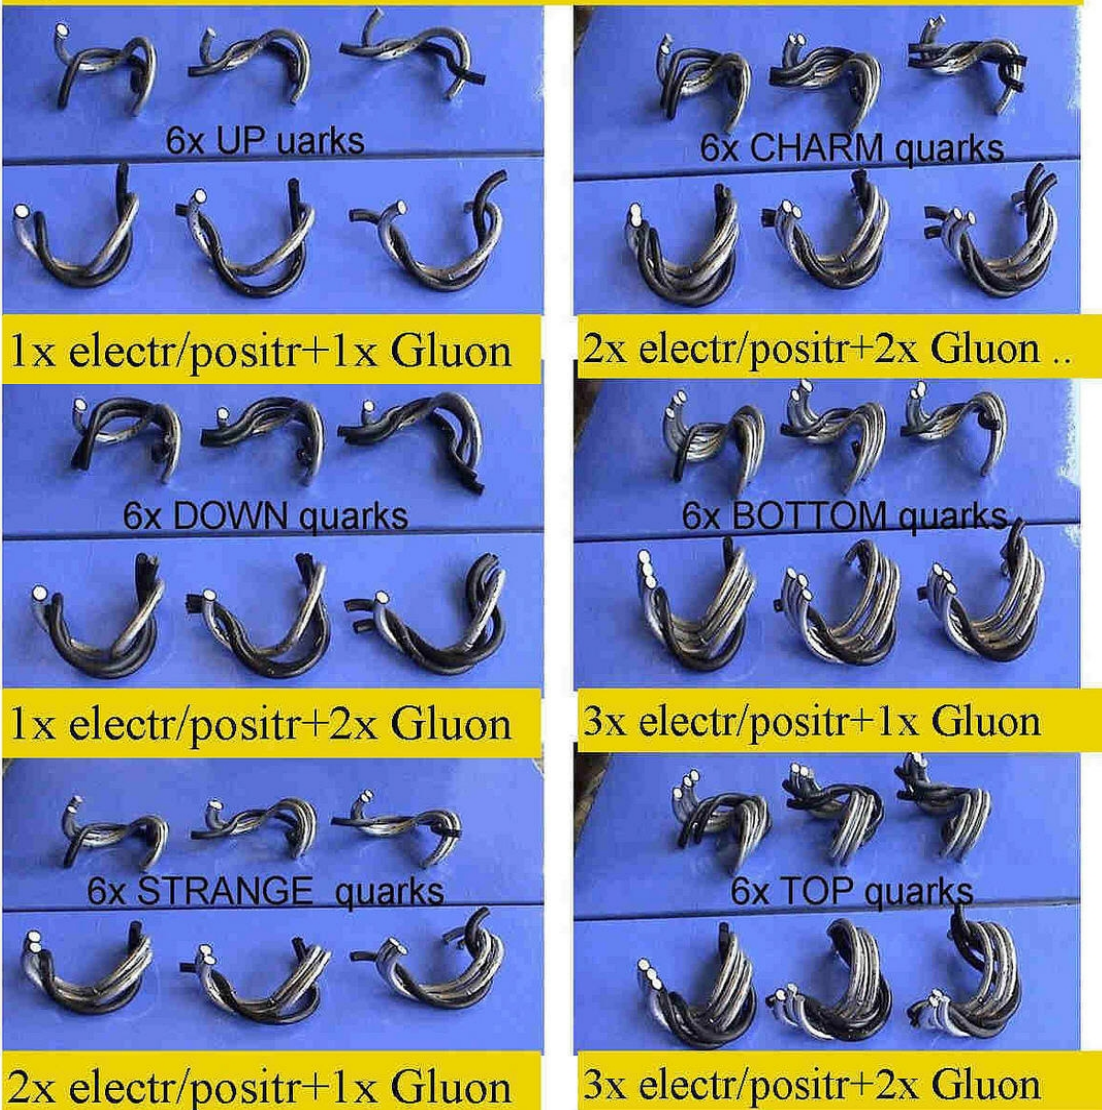 6x UP uarks
1x electr/positr+1x Gluon
6x DOWN quarks
1x electr/positr+2x Gluon
6x STRANGE quarks
2x electr/positr+1x Gluon
6x CHARM quarks
2x electr/positr+2x Gluon ..
6x BOTTOM quarks
3x electr/positr+1x Gluon
6x TOP quarks
3x electr/positr+2x Gluon